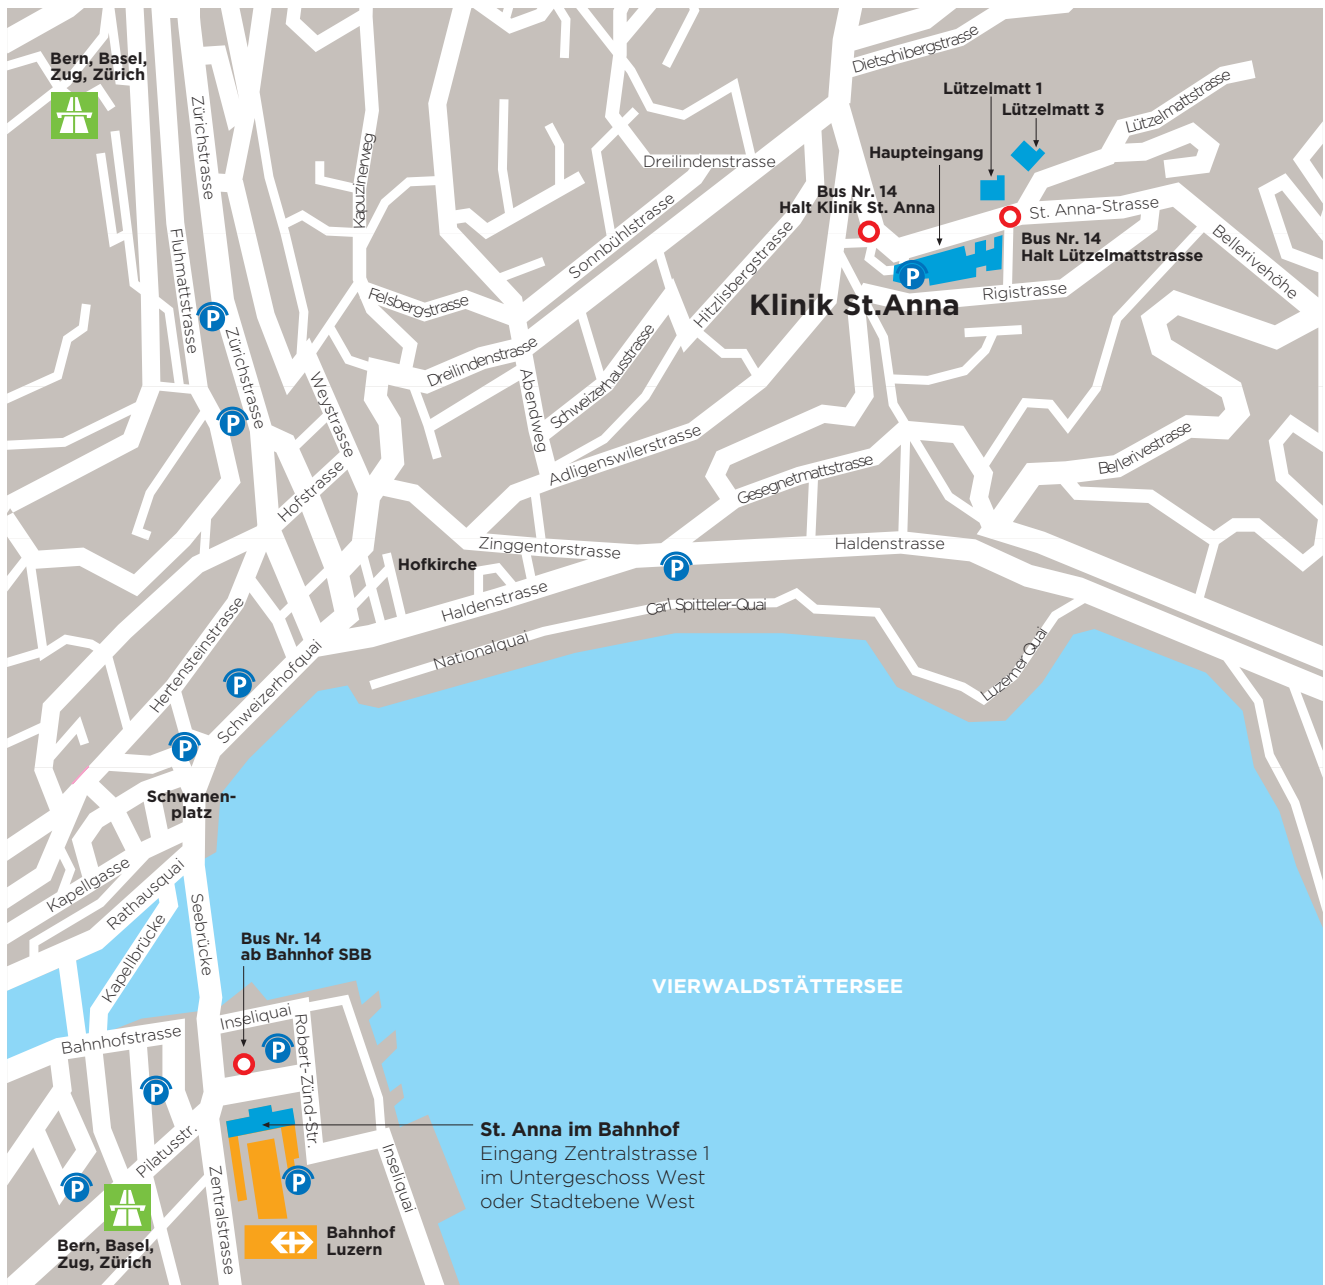 Bern, Basel,
Zug, Zürich
Zürichstrasse
Kapuzinerweg
Dietschibergstrasse
Lützelmatt 1
Lützelmatt 3
Lützelmattstrasse
Haupteingang
Dreilindenstrasse
Bus Nr. 14
Halt Klinik St. Anna
St. Anna-Strasse
Bus Nr. 14
Halt Lützelmattstrasse
Bellerivehöhe
Fluhmattstrasse
Sonnbühlstrasse
Hitzlisbergstrasse
P
Klinik St.Anna
Rigistrasse
Felsbergstrasse
P
Zürichstrasse
Dreilindenstrasse
Schweizerhausstrasse
Weystrasse
Abendweg
P
Adligenswilerstrasse
Gesegnetmattstrasse
Bellerivestrasse
Hofstrasse
Zinggentorstrasse
Haldenstrasse
Hofkirche
P
Haldenstrasse
Carl Spitteler-Quai
Nationalquai
Luzerner Quai
Hertensteinstrasse
Schweizerhofquai
P
P
Schwanen-
platz
Kapellgasse
Rathausquai
Kapellbrücke
Seebrücke
Bus Nr. 14
ab Bahnhof SBB
VIERWALDSTÄTTERSEE
Inseliquai
Bahnhofstrasse
Robert-Zünd-Str.
P
P
Pilatusstr.
St. Anna im Bahnhof
Eingang Zentralstrasse 1
im Untergeschoss West
oder Stadtebene West
Inseliquai
Zentralstrasse
P
P
Bern, Basel,
Zug, Zürich
Bahnhof
Luzern